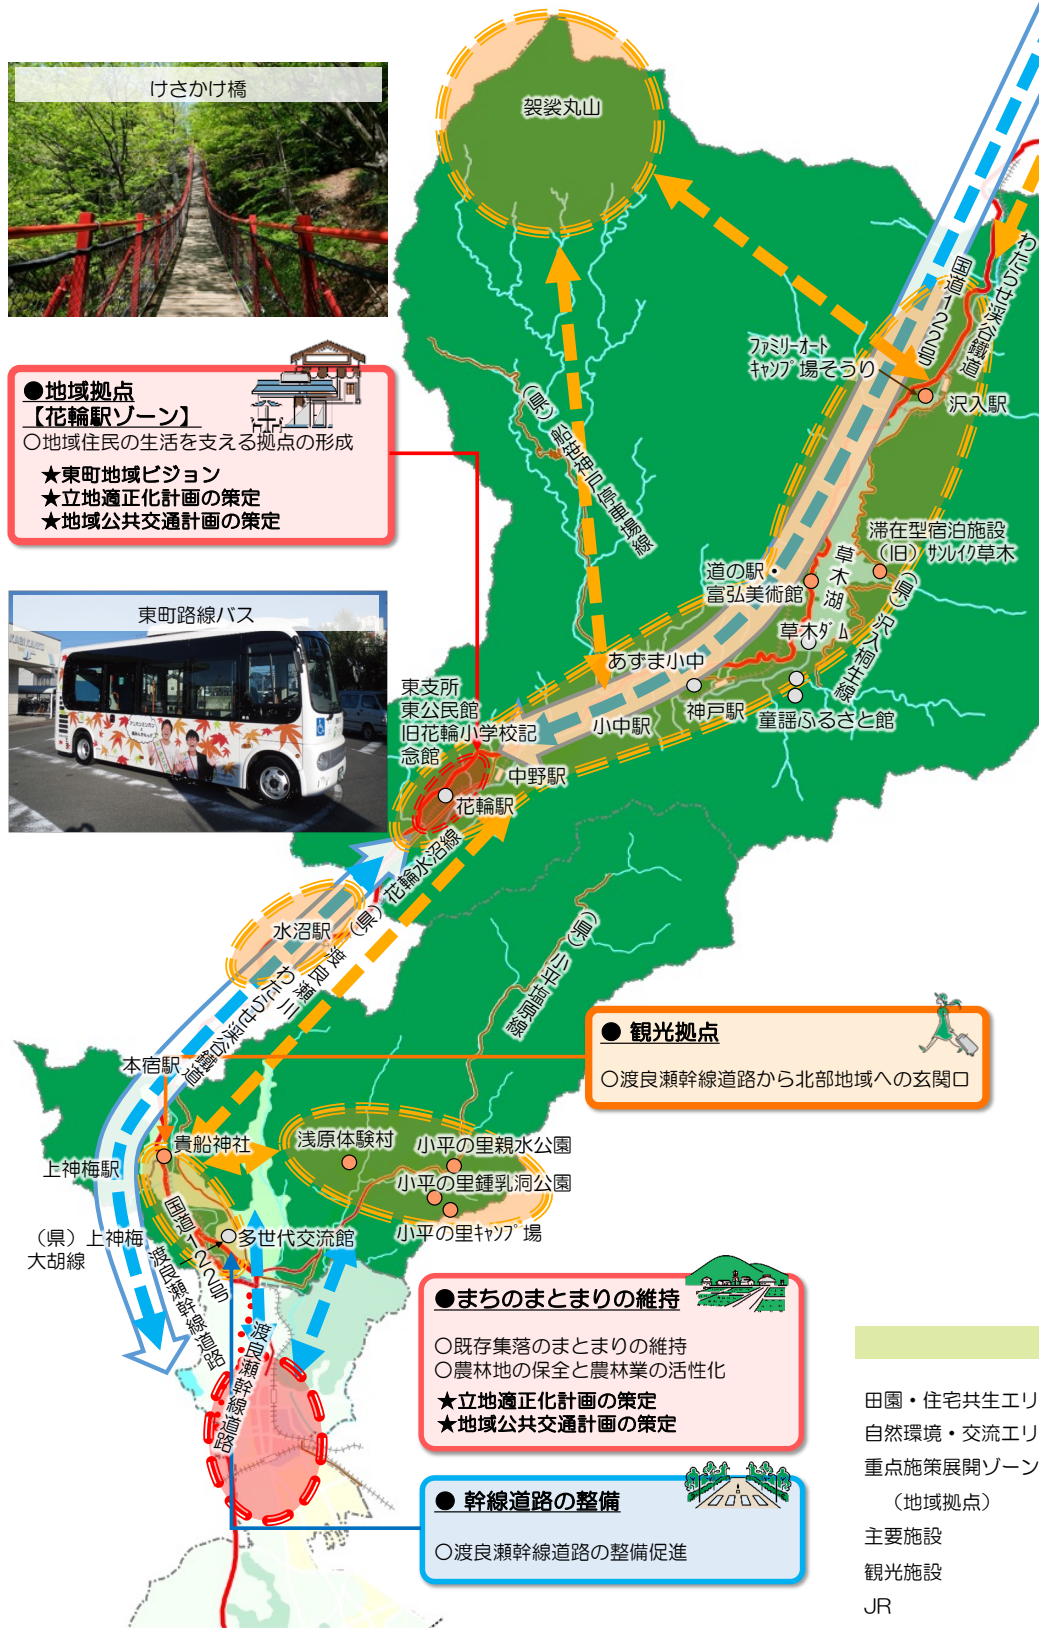 けさかけ橋
袈裟丸山
国道122号
わたらせ渓谷鐵道
ファミリーオート
キャンプ場そうり
沢入駅
●地域拠点
【花輪駅ゾーン】
○地域住民の生活を支える拠点の形成
★東町地域ビジョン
★立地適正化計画の策定
★地域公共交通計画の策定
(県)船笹神戸停車場線
滞在型宿泊施設
(旧)サンレイク草木
草木湖
道の駅
富弘美術館
(県)沢入桐生線
草木ダム
東町路線バス
あずま小中
東支所
東公民館
旧花輪小学校記
念館
小中駅
神戸駅
童謡ふるさと館
中野駅
花輪駅
(県)花輪水沼線
水沼駅
渡良瀬川
わたらせ渓谷鐵道
(県)小平塩原線
●観光拠点
○渡良瀬幹線道路から北部地域への玄関口
本宿駅
貴船神社
浅原体験村
小平の里親水公園
上神梅駅
小平の里鍾乳洞公園
国道122号
小平の里キャンプ場
(県)上神梅
大胡線
多世代交流館
渡良瀬幹線道路
渡良瀬幹線道路
●まちのまとまりの維持
○既存集落のまとまりの維持
○農林地の保全と農林業の活性化
★立地適正化計画の策定
★地域公共交通計画の策定
●幹線道路の整備
○渡良瀬幹線道路の整備促進
田園・住宅共生エリ
自然環境・交流エリ
重点施策展開ゾーン
（地域拠点）
主要施設
観光施設
JR